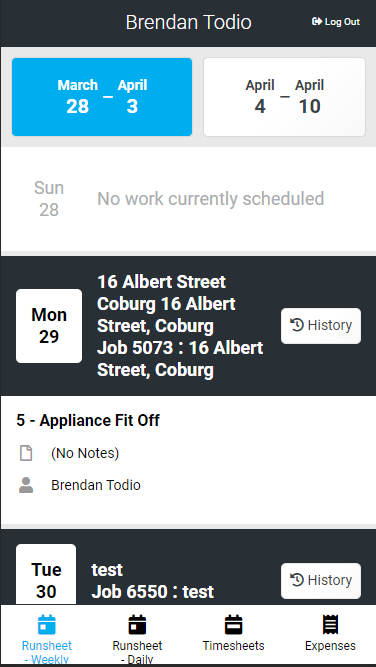 Brendan Todio
Log Out
March 28 – April 3
April 4 – April 10
Sun
28
No work currently scheduled
Mon
29
16 Albert Street
Coburg 16 Albert
Street, Coburg
Job 5073 : 16 Albert
Street, Coburg
History
5 - Appliance Fit Off
(No Notes)
Brendan Todio
Tue
30
test
Job 6550 : test
History
Runsheet
- Weekly
Runsheet
- Daily
Timesheets
Expenses